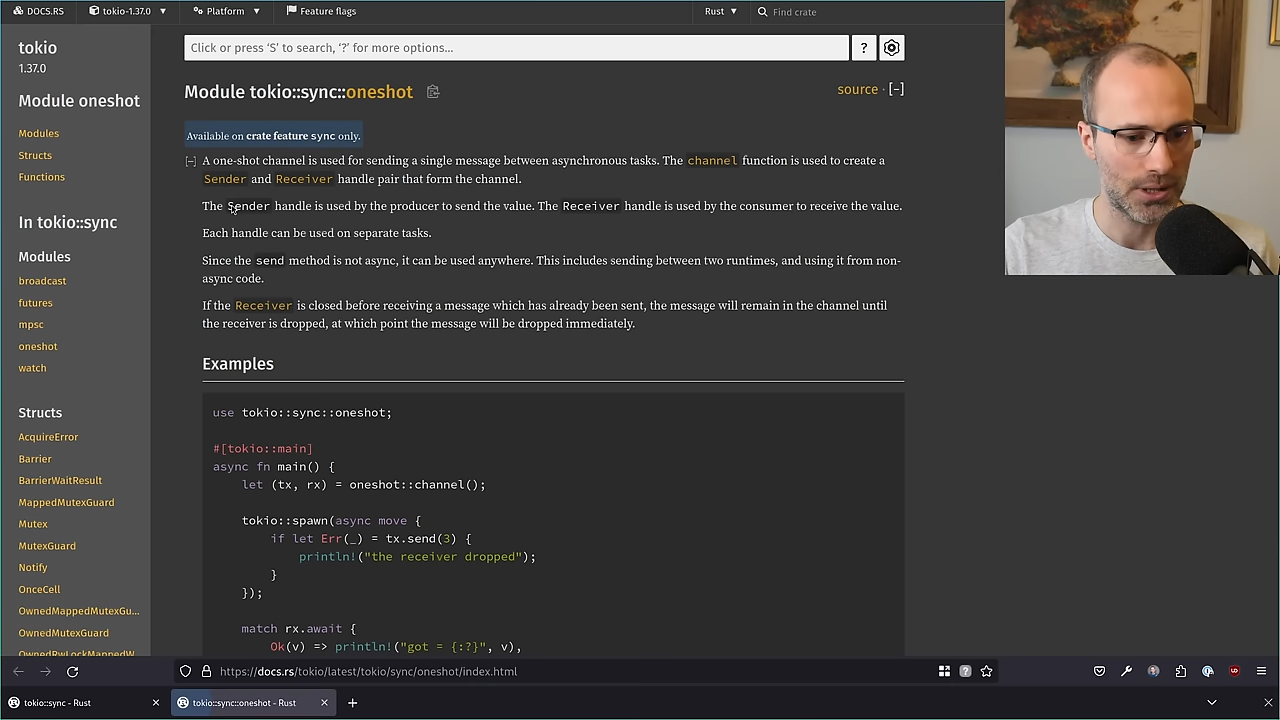 DOCS.RS
tokio-1.37.0
Platform
Feature flags
Rust
Find crate
tokio
1.37.0
Module oneshot
Modules
Structs
Functions
In tokio::sync
Modules
broadcast
futures
mpsc
oneshot
watch
Structs
AcquireError
Barrier
BarrierWaitResult
MappedMutexGuard
Mutex
MutexGuard
Notify
OnceCell
OwnedMappedMutexGu...
OwnedMutexGuard
OwnedRwLockMappedW...
Click or press ‘S’ to search, ‘?’ for more options...
?
Module tokio::sync::oneshot
source · [-]
Available on crate feature sync only.
[−] A one-shot channel is used for sending a single message between asynchronous tasks. The channel function is used to create a
Sender and Receiver handle pair that form the channel.
The Sender handle is used by the producer to send the value. The Receiver handle is used by the consumer to receive the value.
Each handle can be used on separate tasks.
Since the send method is not async, it can be used anywhere. This includes sending between two runtimes, and using it from non-
async code.
If the Receiver is closed before receiving a message which has already been sent, the message will remain in the channel until
the receiver is dropped, at which point the message will be dropped immediately.
Examples
use tokio::sync::oneshot;
#[tokio::main]
async fn main() {
let (tx, rx) = oneshot::channel();
tokio::spawn(async move {
if let Err(_) = tx.send(3) {
println!("the receiver dropped");
}
});
match rx.await {
Ok(v) => println!("got = {:?}", v),
https://docs.rs/tokio/latest/tokio/sync/oneshot/index.html
tokio::sync - Rust
tokio::sync::oneshot - Rust